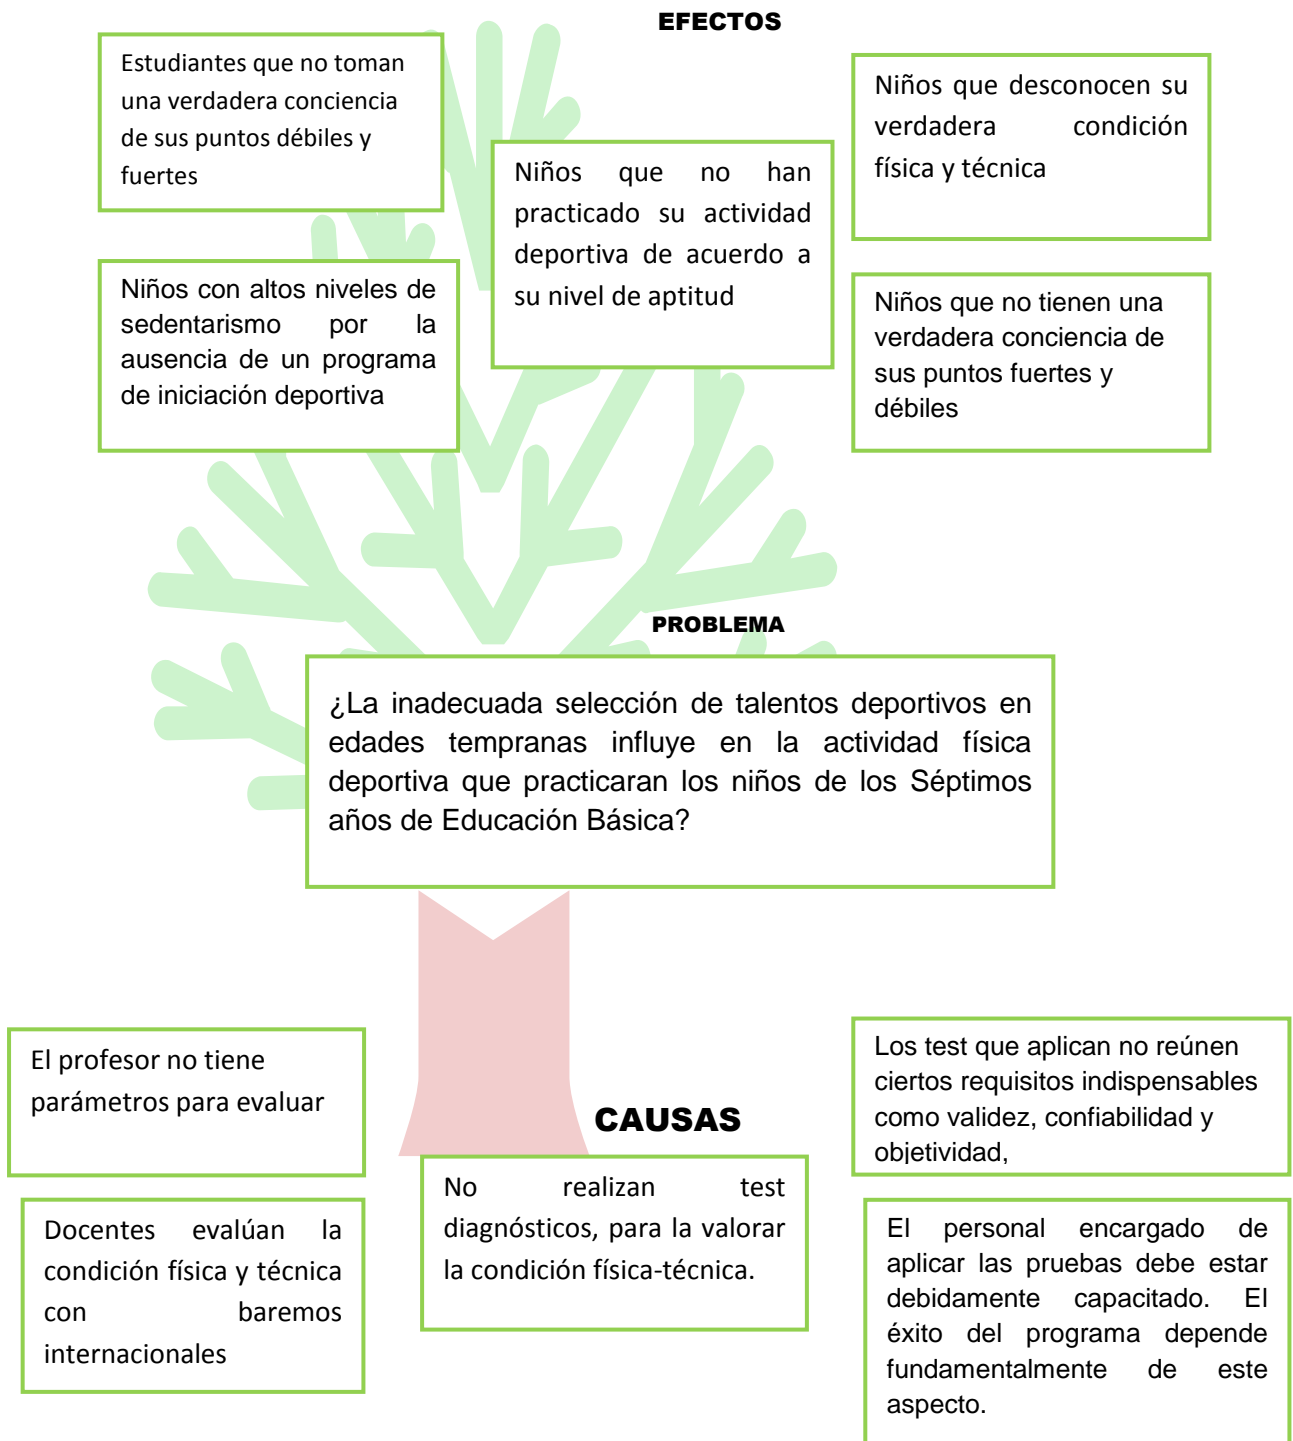 EFECTOS
Estudiantes que no toman
una verdadera conciencia
de sus puntos débiles y
fuertes
Niños que no han
practicado su actividad
deportiva de acuerdo a
su nivel de aptitud
Niños que desconocen su
verdadera condición
física y técnica
Niños con altos niveles de
sedentarismo por la
ausencia de un programa
de iniciación deportiva
Niños que no tienen una
verdadera conciencia de
sus puntos fuertes y
débiles
PROBLEMA
¿La inadecuada selección de talentos deportivos en
edades tempranas influye en la actividad física
deportiva que practicaran los niños de los Séptimos
años de Educación Básica?
CAUSAS
El profesor no tiene
parámetros para evaluar
Los test que aplican no reúnen
ciertos requisitos indispensables
como validez, confiabilidad y
objetividad,
No realizan test
diagnósticos, para la valorar
la condición física-técnica.
Docentes evalúan la
condición física y técnica
con baremos
internacionales
El personal encargado de
aplicar las pruebas debe estar
debidamente capacitado. El
éxito del programa depende
fundamentalmente de este
aspecto.